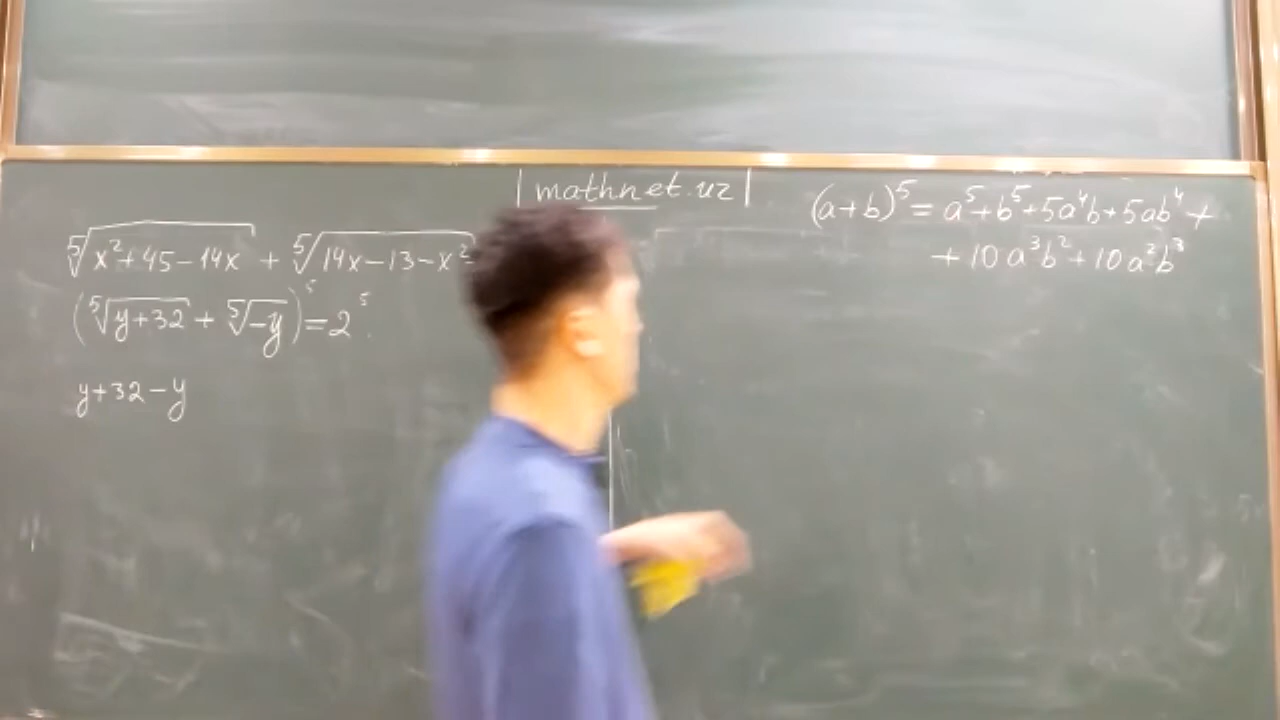 | mathnet.uz |
(a+b)⁵ = a⁵+b⁵+5a⁴b+5ab⁴+
+10a³b²+10a²b³
⁵√(x²+45−14x) + ⁵√(14x−13−x²)
(⁵√(y+32) + ⁵√(−y))⁵=2⁵
y+32−y